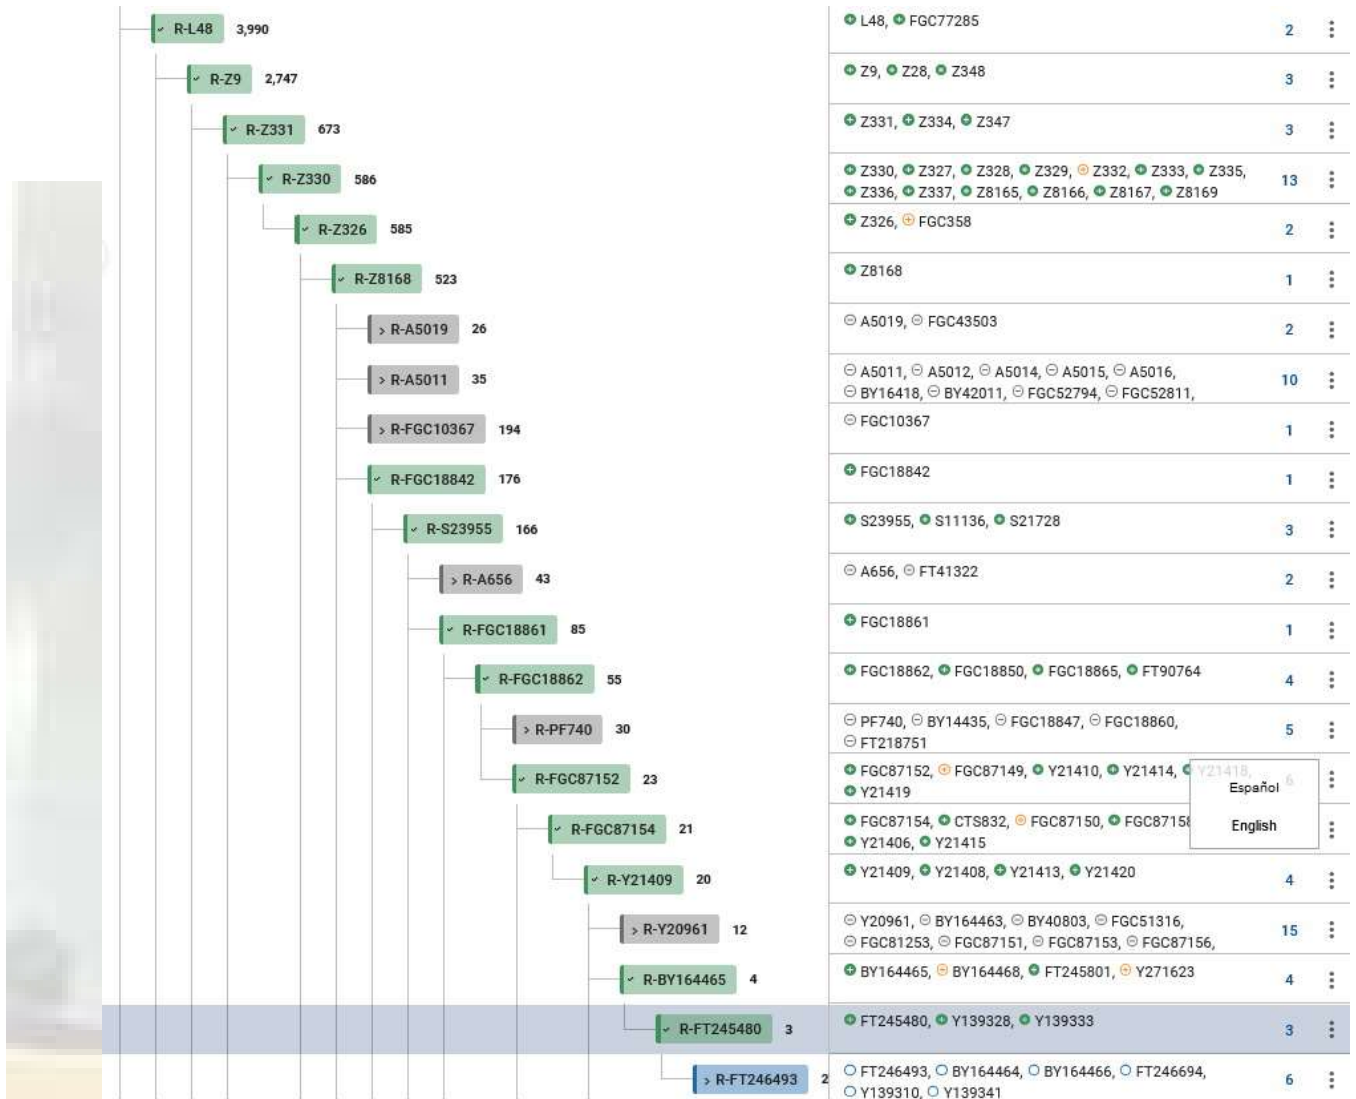 R-L48 3,990 L48, FGC77285 2
R-Z9 2,747 Z9, Z28, Z348 3
R-Z331 673 Z331, Z334, Z347 3
R-Z330 586 Z330, Z327, Z328, Z329, Z332, Z333, Z335, 13
Z336, Z337, Z8165, Z8166, Z8167, Z8169
R-Z326 585 Z326, FGC358 2
R-Z8168 523 Z8168 1
R-A5019 26 A5019, FGC43503 2
R-A5011 35 A5011, A5012, A5014, A5015, A5016, 10
BY16418, BY42011, FGC52794, FGC52811,
R-FGC10367 194 FGC10367 1
R-FGC18842 176 FGC18842 1
R-S23955 166 S23955, S11136, S21728 3
R-A656 43 A656, FT41322 2
R-FGC18861 85 FGC18861 1
R-FGC18862 55 FGC18862, FGC18850, FGC18865, FT90764 4
R-PF740 30 PF740, BY14435, FGC18847, FGC18860, 5
FT218751
R-FGC87152 23 FGC87152, FGC87149, Y21410, Y21414, Y21418, 6
Y21419
Español
R-FGC87154 21 FGC87154, CTS832, FGC87150, FGC87158
English
Y21406, Y21415
R-Y21409 20 Y21409, Y21408, Y21413, Y21420 4
R-Y20961 12 Y20961, BY164463, BY40803, FGC51316, 15
FGC81253, FGC87151, FGC87153, FGC87156,
R-BY164465 4 BY164465, BY164468, FT245801, Y271623 4
R-FT245480 3 FT245480, Y139328, Y139333 3
R-FT246493 2 FT246493, BY164464, BY164466, FT246694, 6
Y139310, Y139341